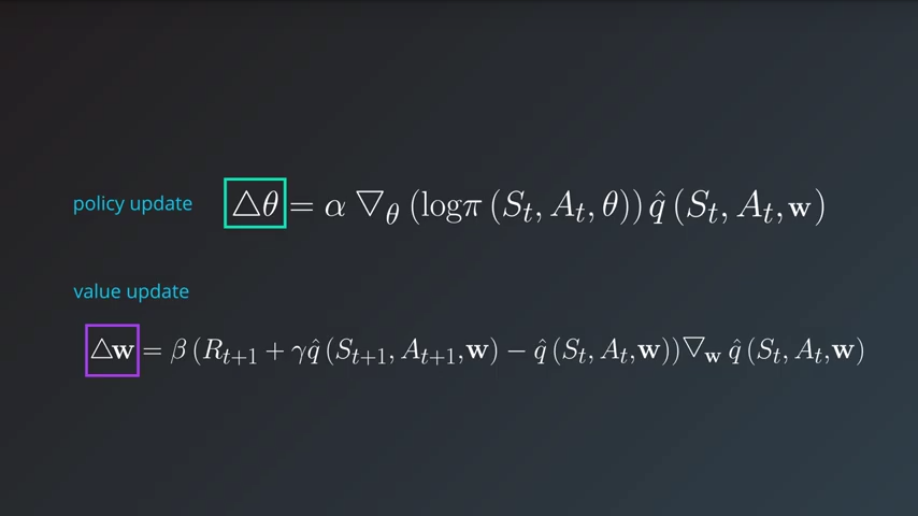 policy update △θ = α ▽θ (logπ (St, At, θ)) q̂ (St, At, w)
value update
△w = β (Rt+1 + γq̂ (St+1, At+1,w) − q̂ (St, At,w))▽w q̂ (St, At,w)